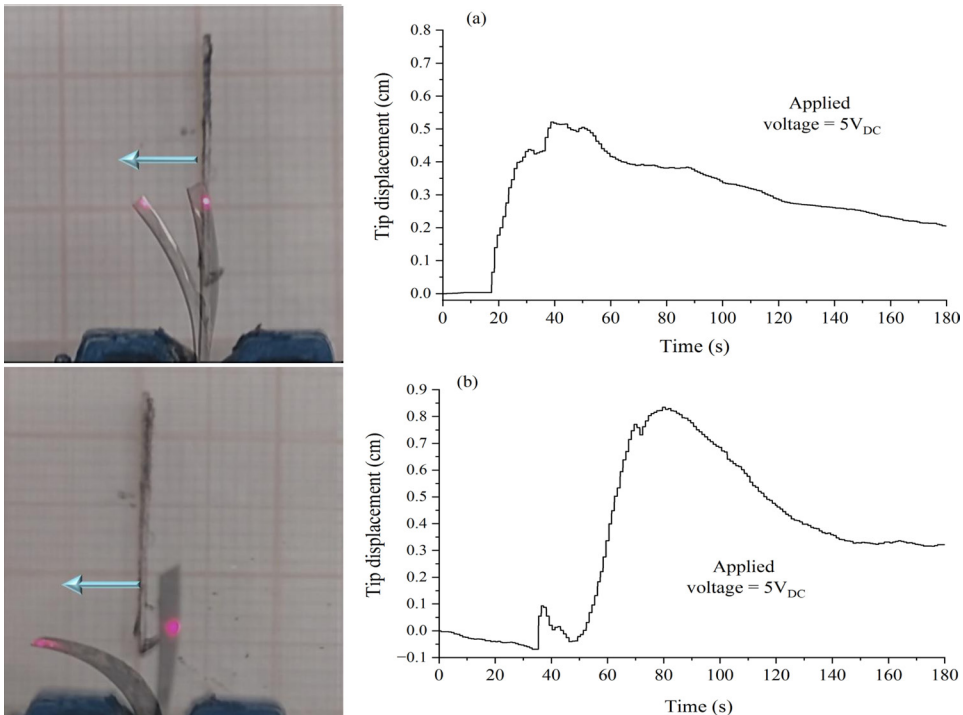 (a)
0.8
0.7
0.6
0.5
0.4
0.3
0.2
0.1
0.0
Tip displacement (cm)
Applied
voltage = 5V_DC
0 20 40 60 80 100 120 140 160 180
Time (s)
(b)
0.9
0.8
0.7
0.6
0.5
0.4
0.3
0.2
0.1
0.0
−0.1
Tip displacement (cm)
Applied
voltage = 5V_DC
0 20 40 60 80 100 120 140 160 180
Time (s)